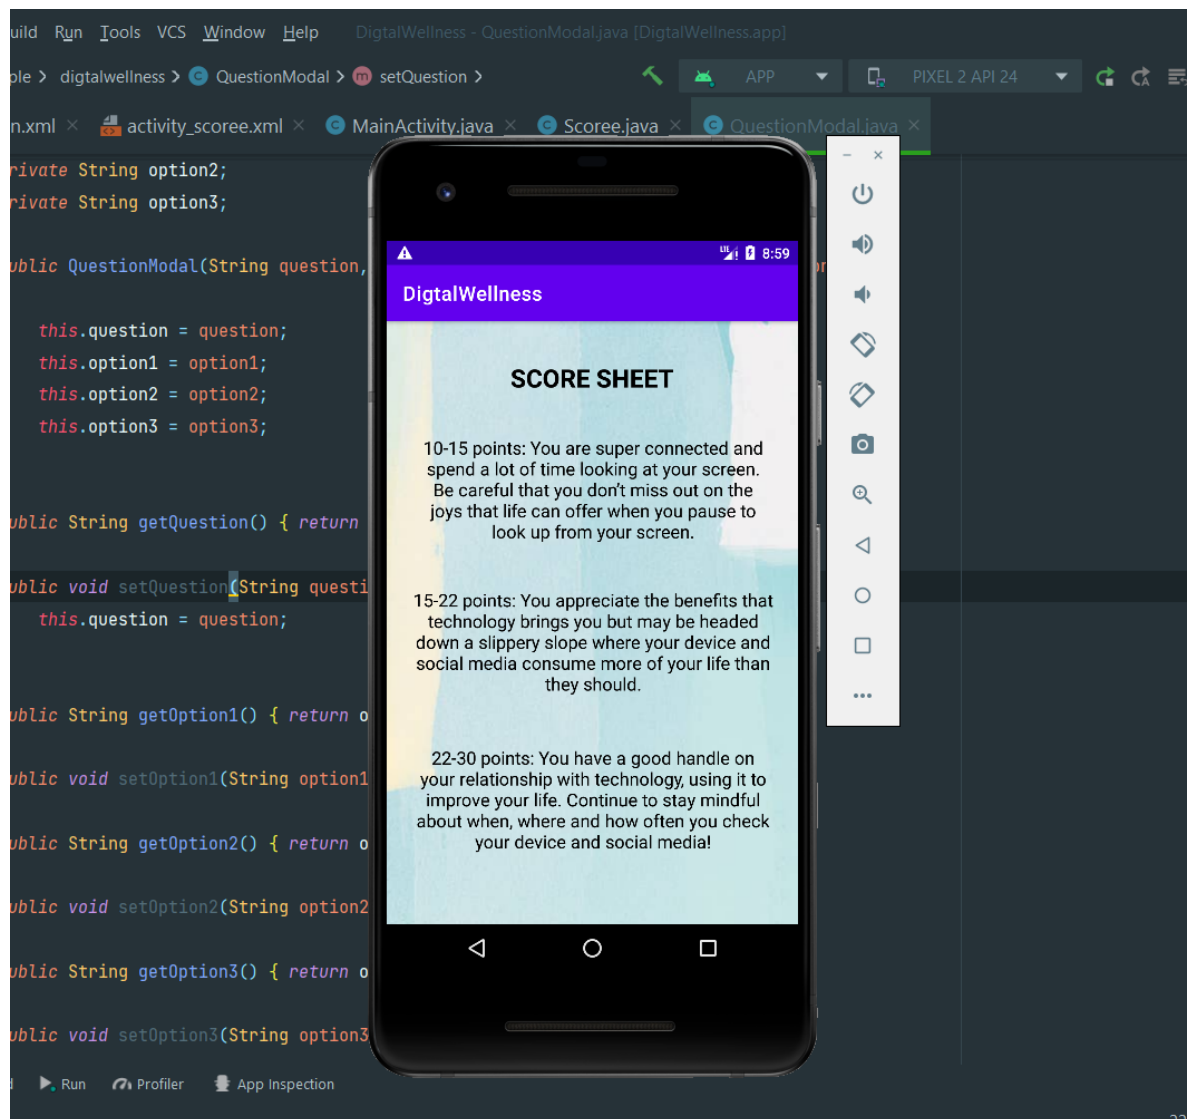 uild Run Tools VCS Window Help DigtalWellness - QuestionModal.java [DigtalWellness.app]
ple > digtalwellness > C QuestionModal > m setQuestion > APP PIXEL 2 API 24
n.xml × activity_scoree.xml × C MainActivity.java × C Scoree.java × C QuestionModal.java ×
rivate String option2;
rivate String option3;
ublic QuestionModal(String question,
this.question = question;
this.option1 = option1;
this.option2 = option2;
this.option3 = option3;
ublic String getQuestion() { return
ublic void setQuestion(String questi
this.question = question;
ublic String getOption1() { return o
ublic void setOption1(String option1
ublic String getOption2() { return o
ublic void setOption2(String option2
ublic String getOption3() { return o
ublic void setOption3(String option3
LTE 8:59
DigtalWellness
SCORE SHEET
10-15 points: You are super connected and
spend a lot of time looking at your screen.
Be careful that you don't miss out on the
joys that life can offer when you pause to
look up from your screen.
15-22 points: You appreciate the benefits that
technology brings you but may be headed
down a slippery slope where your device and
social media consume more of your life than
they should.
22-30 points: You have a good handle on
your relationship with technology, using it to
improve your life. Continue to stay mindful
about when, where and how often you check
your device and social media!
Run Profiler App Inspection